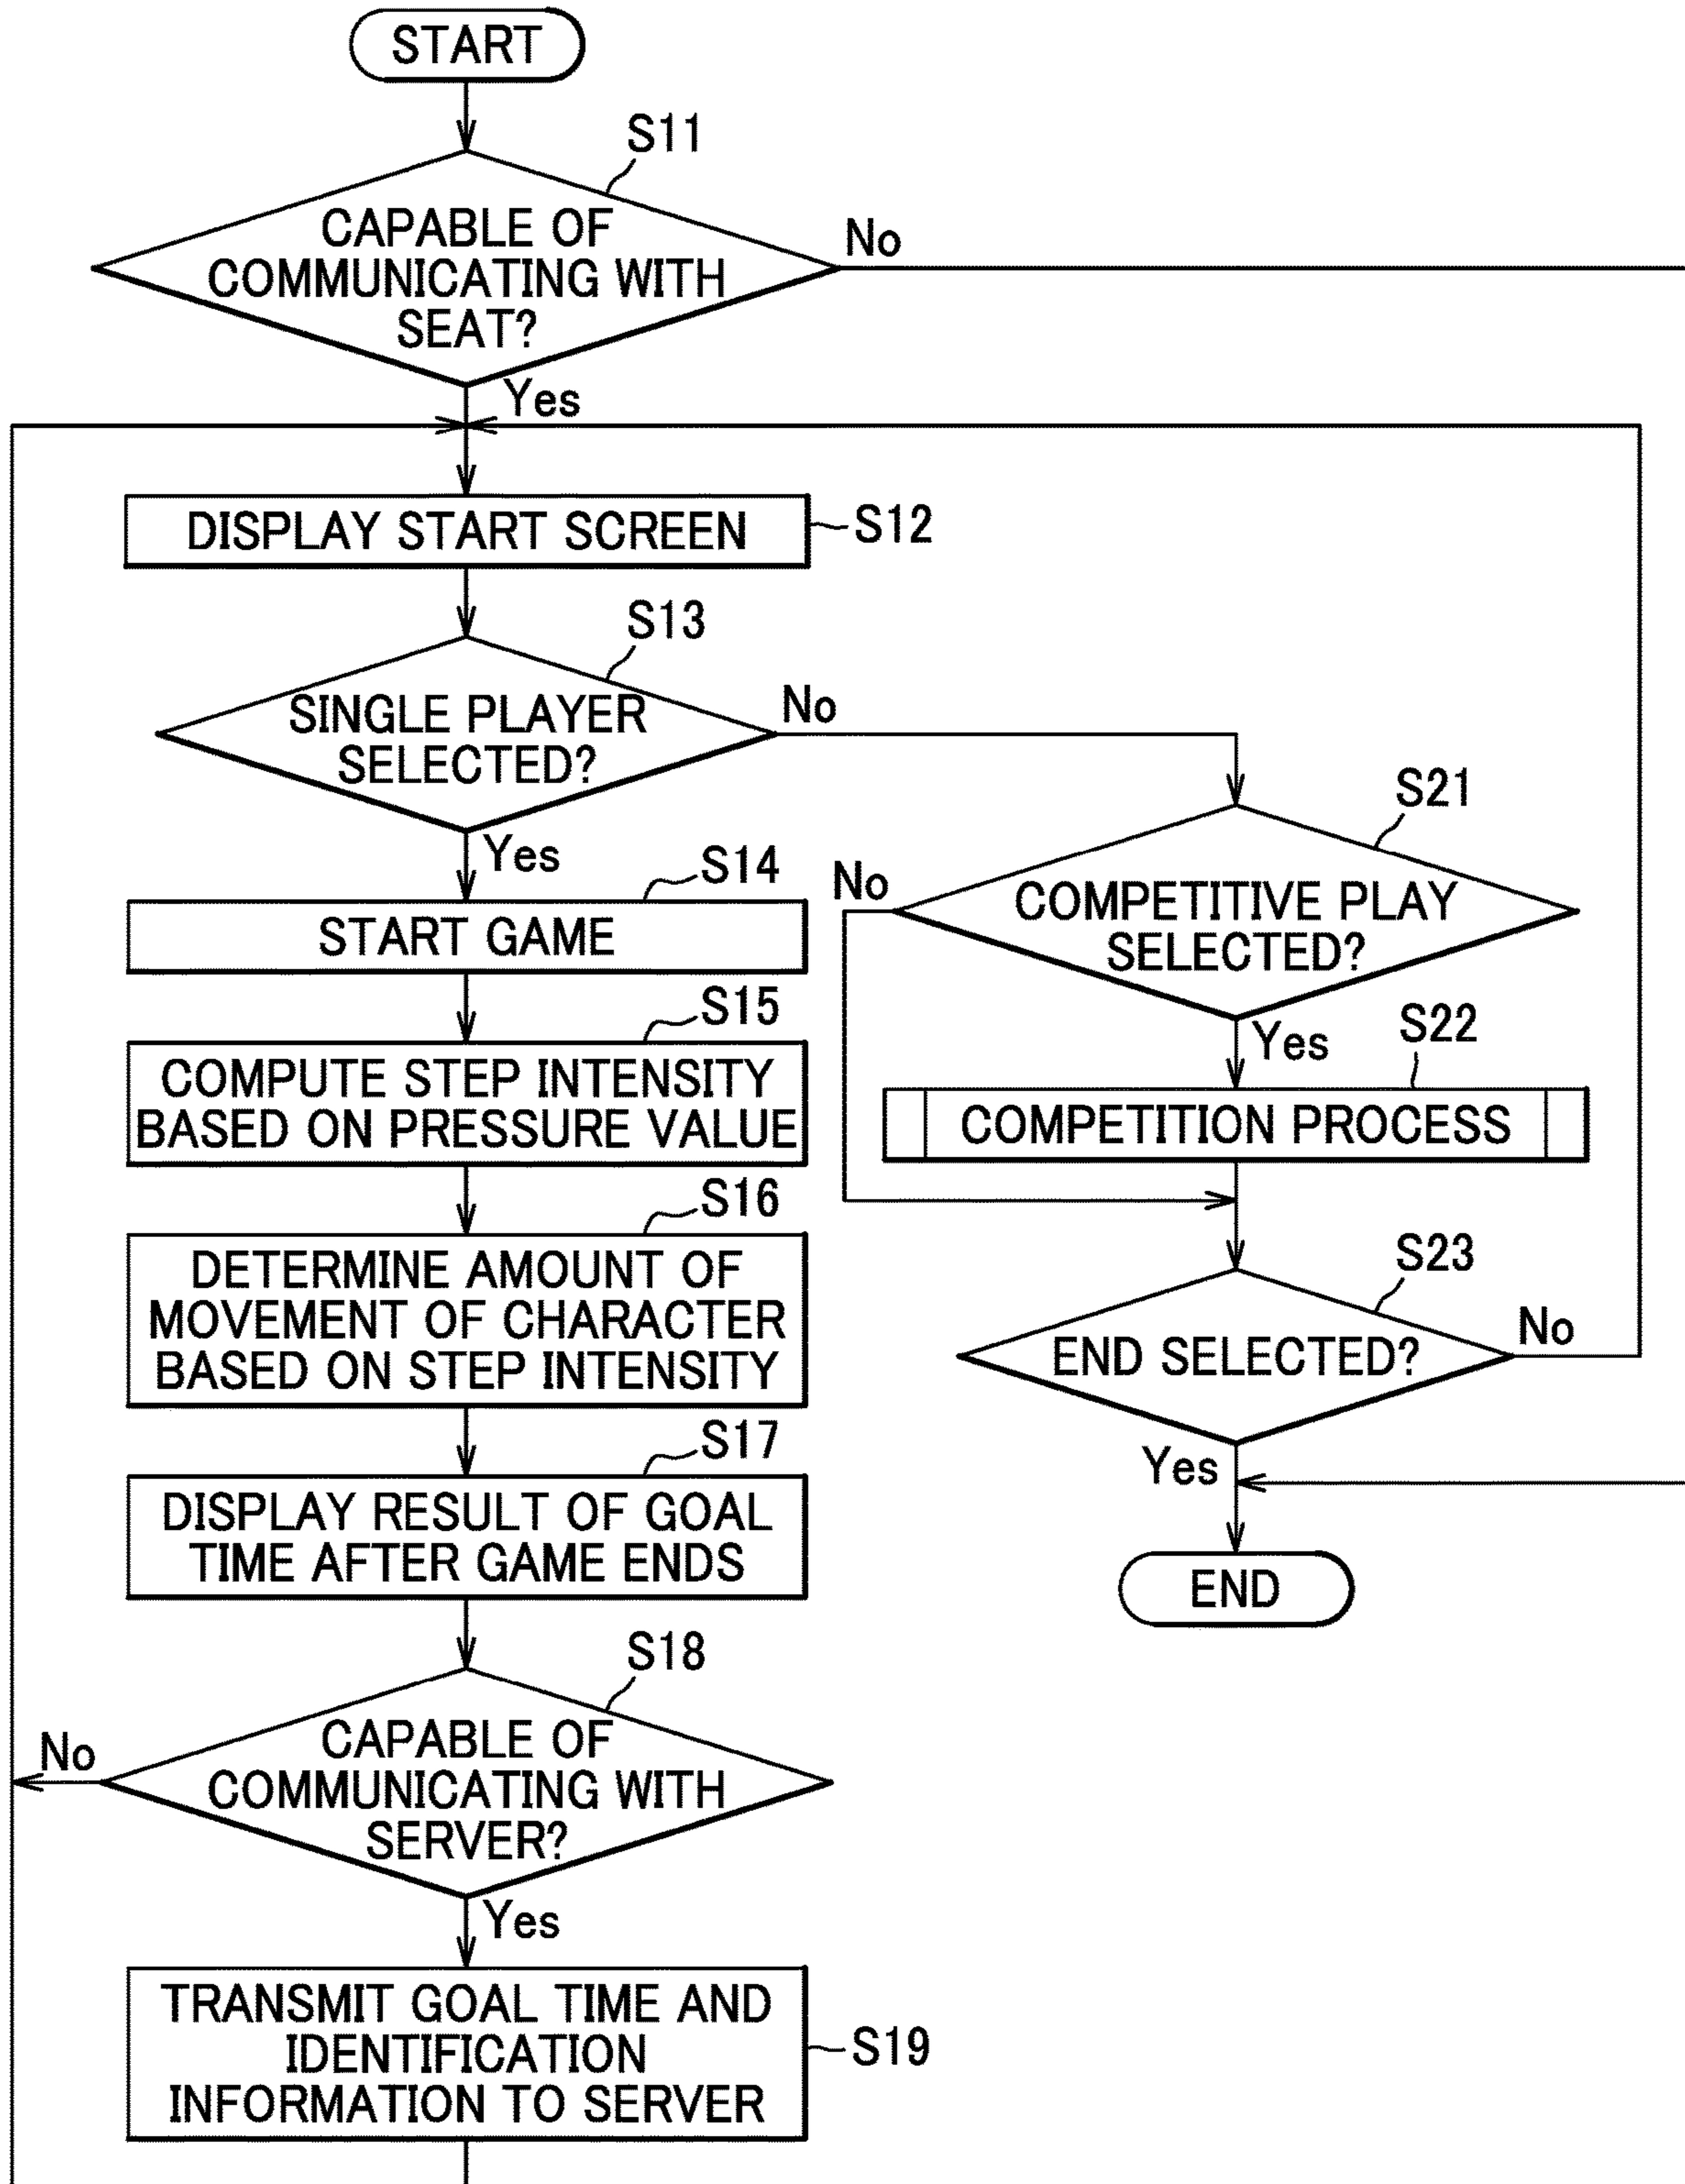 START
S11
CAPABLE OF
COMMUNICATING WITH
SEAT?
No
Yes
DISPLAY START SCREEN
S12
S13
SINGLE PLAYER
SELECTED?
No
Yes
S14
START GAME
S15
COMPUTE STEP INTENSITY
BASED ON PRESSURE VALUE
S16
DETERMINE AMOUNT OF
MOVEMENT OF CHARACTER
BASED ON STEP INTENSITY
S17
DISPLAY RESULT OF GOAL
TIME AFTER GAME ENDS
S18
CAPABLE OF
COMMUNICATING WITH
SERVER?
No
Yes
TRANSMIT GOAL TIME AND
IDENTIFICATION
INFORMATION TO SERVER
S19
S21
COMPETITIVE PLAY
SELECTED?
No
Yes
S22
COMPETITION PROCESS
S23
END SELECTED?
No
Yes
END